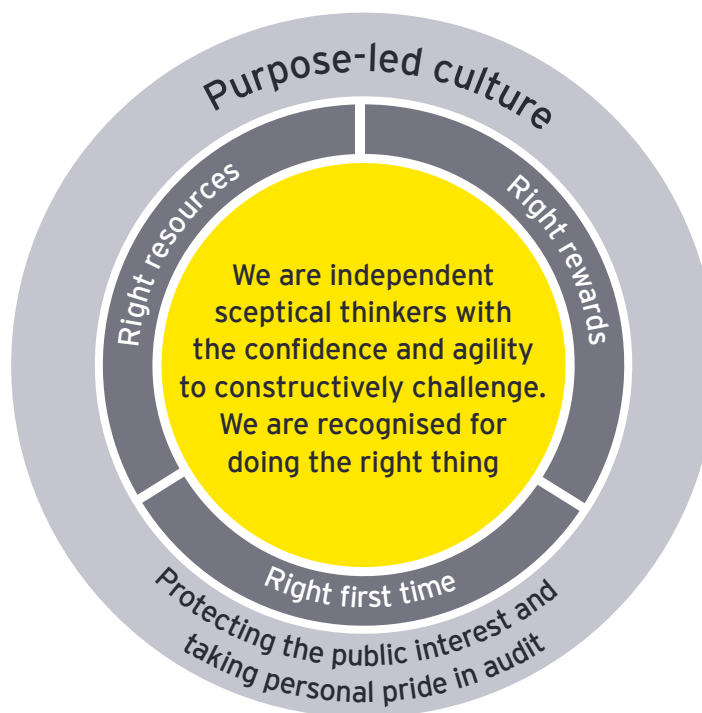 Purpose-led culture
Right resources
Right rewards
We are independent
sceptical thinkers with
the confidence and agility
to constructively challenge.
We are recognised for
doing the right thing
Right first time
Protecting the public interest and
taking personal pride in audit